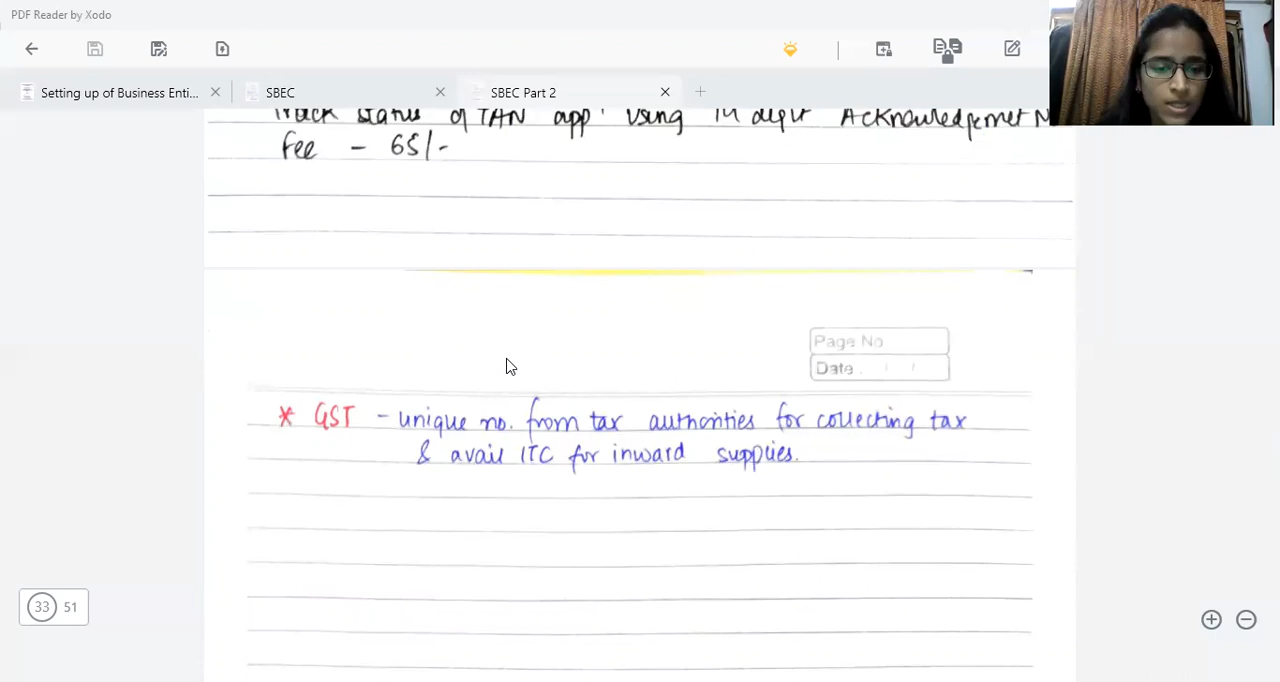 PDF Reader by Xodo
Setting up of Business Enti...
SBEC
SBEC Part 2
Track status of TAN app' using 14 digit Acknowledgemet N
Fee - 65/-
Page No
Date . / /
* GST - unique no. from tax authorities for collecting tax
& avail ITC for inward supplies.
33 51